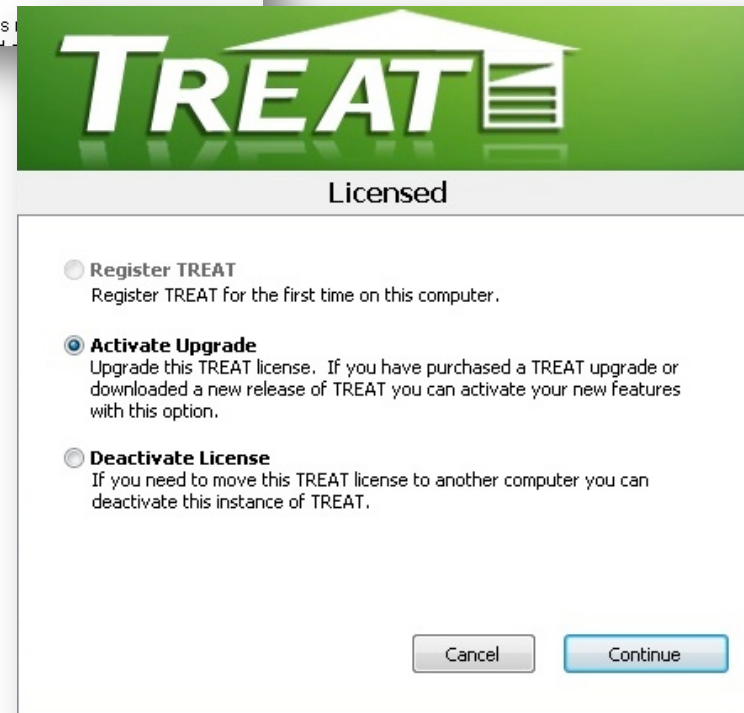 TREAT
Licensed
Register TREAT
Register TREAT for the first time on this computer.
Activate Upgrade
Upgrade this TREAT license.  If you have purchased a TREAT upgrade or
downloaded a new release of TREAT you can activate your new features
with this option.
Deactivate License
If you need to move this TREAT license to another computer you can
deactivate this instance of TREAT.
Cancel
Continue